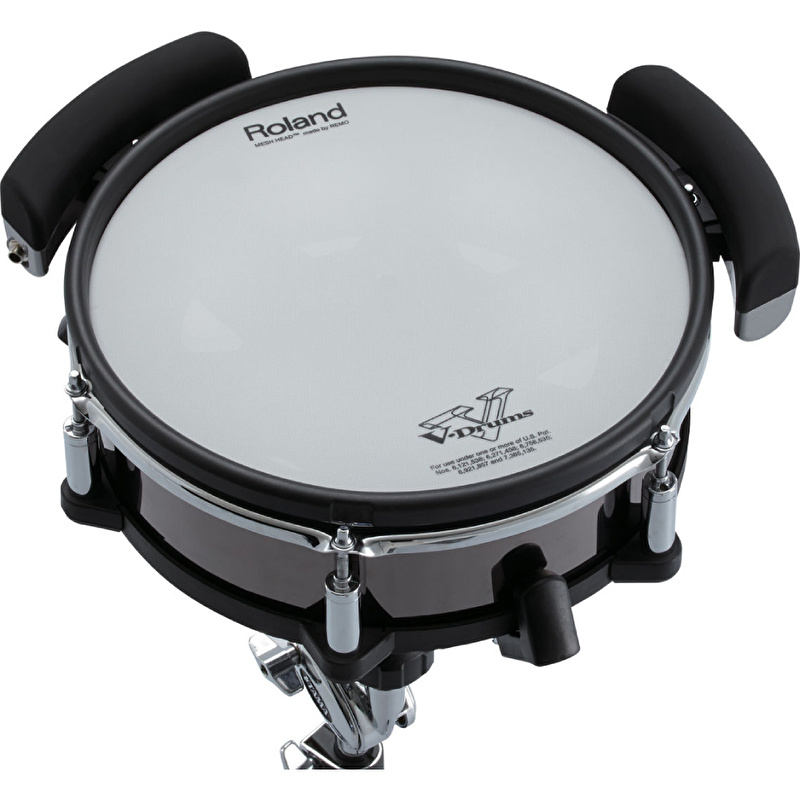 Roland
MESH HEAD™ made by REMO
V-Drums
For use under one or more of U.S. Pat.
Nos. 6,121,538; 6,271,458; 6,756,535;
6,921,857 and 7,385,135.
TAMA